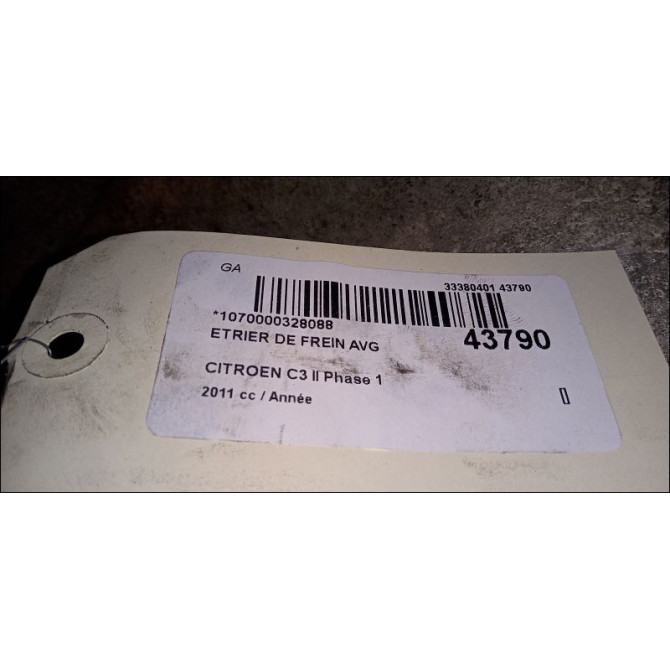 GA
33380401 43790
*1070000328088
ETRIER DE FREIN AVG
43790
CITROEN C3 II Phase 1
2011 cc / Année